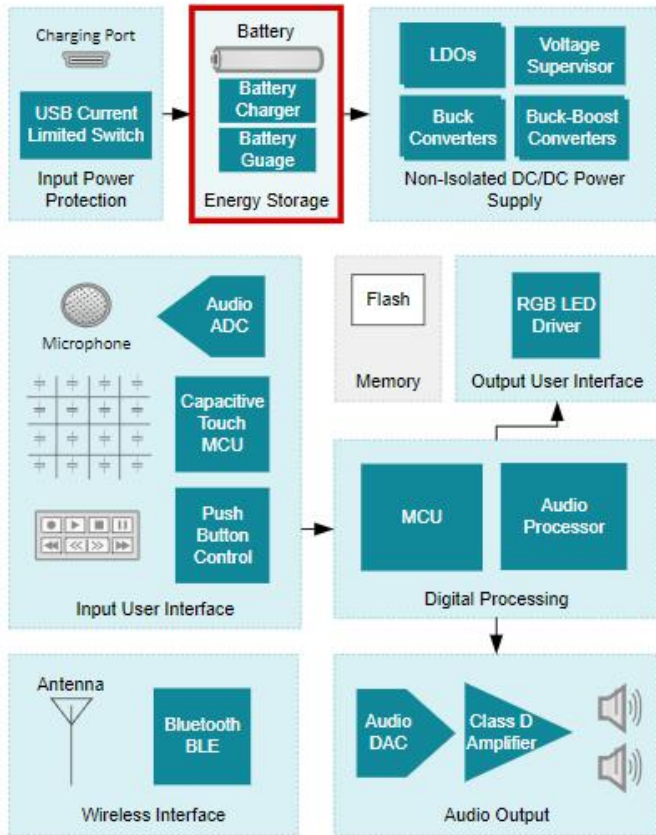 Charging Port
USB Current
Limited Switch
Input Power
Protection
Battery
Battery
Charger
Battery
Guage
Energy Storage
LDOs
Voltage
Supervisor
Buck
Converters
Buck-Boost
Converters
Non-Isolated DC/DC Power
Supply
Microphone
Audio
ADC
Capacitive
Touch
MCU
Push
Button
Control
Input User Interface
Flash
Memory
RGB LED
Driver
Output User Interface
MCU
Audio
Processor
Digital Processing
Antenna
Bluetooth
BLE
Wireless Interface
Audio
DAC
Class D
Amplifier
Audio Output